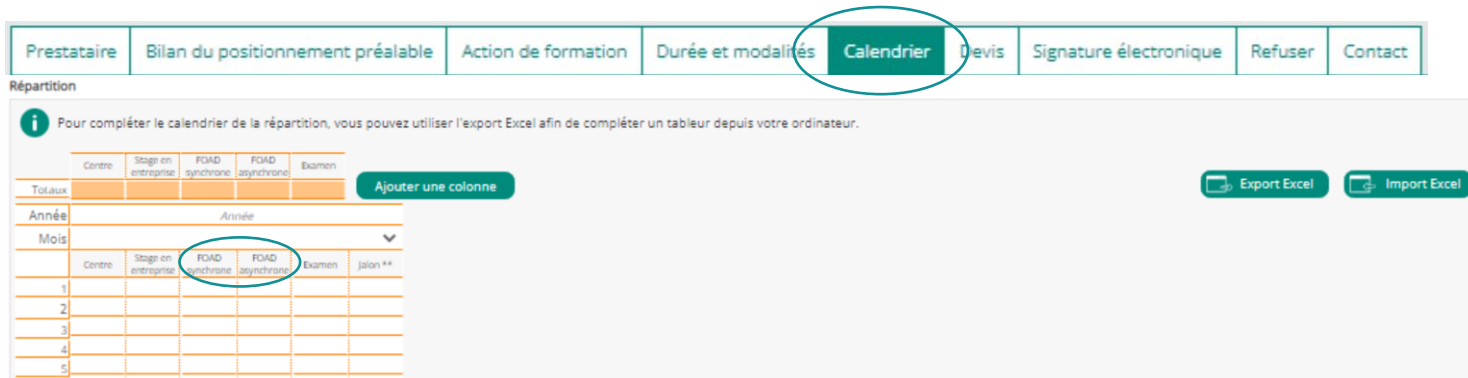 Prestataire Bilan du positionnement préalable Action de formation Durée et modalités Calendrier Devis Signature électronique Refuser Contact
Répartition
i Pour compléter le calendrier de la répartition, vous pouvez utiliser l'export Excel afin de compléter un tableur depuis votre ordinateur.
Centre Stage en entreprise FOAD synchrone FOAD asynchrone Examen
Totaux Ajouter une colonne Export Excel Import Excel
Année Année
Mois
Centre Stage en entreprise FOAD synchrone FOAD asynchrone Examen Jalon **
1
2
3
4
5